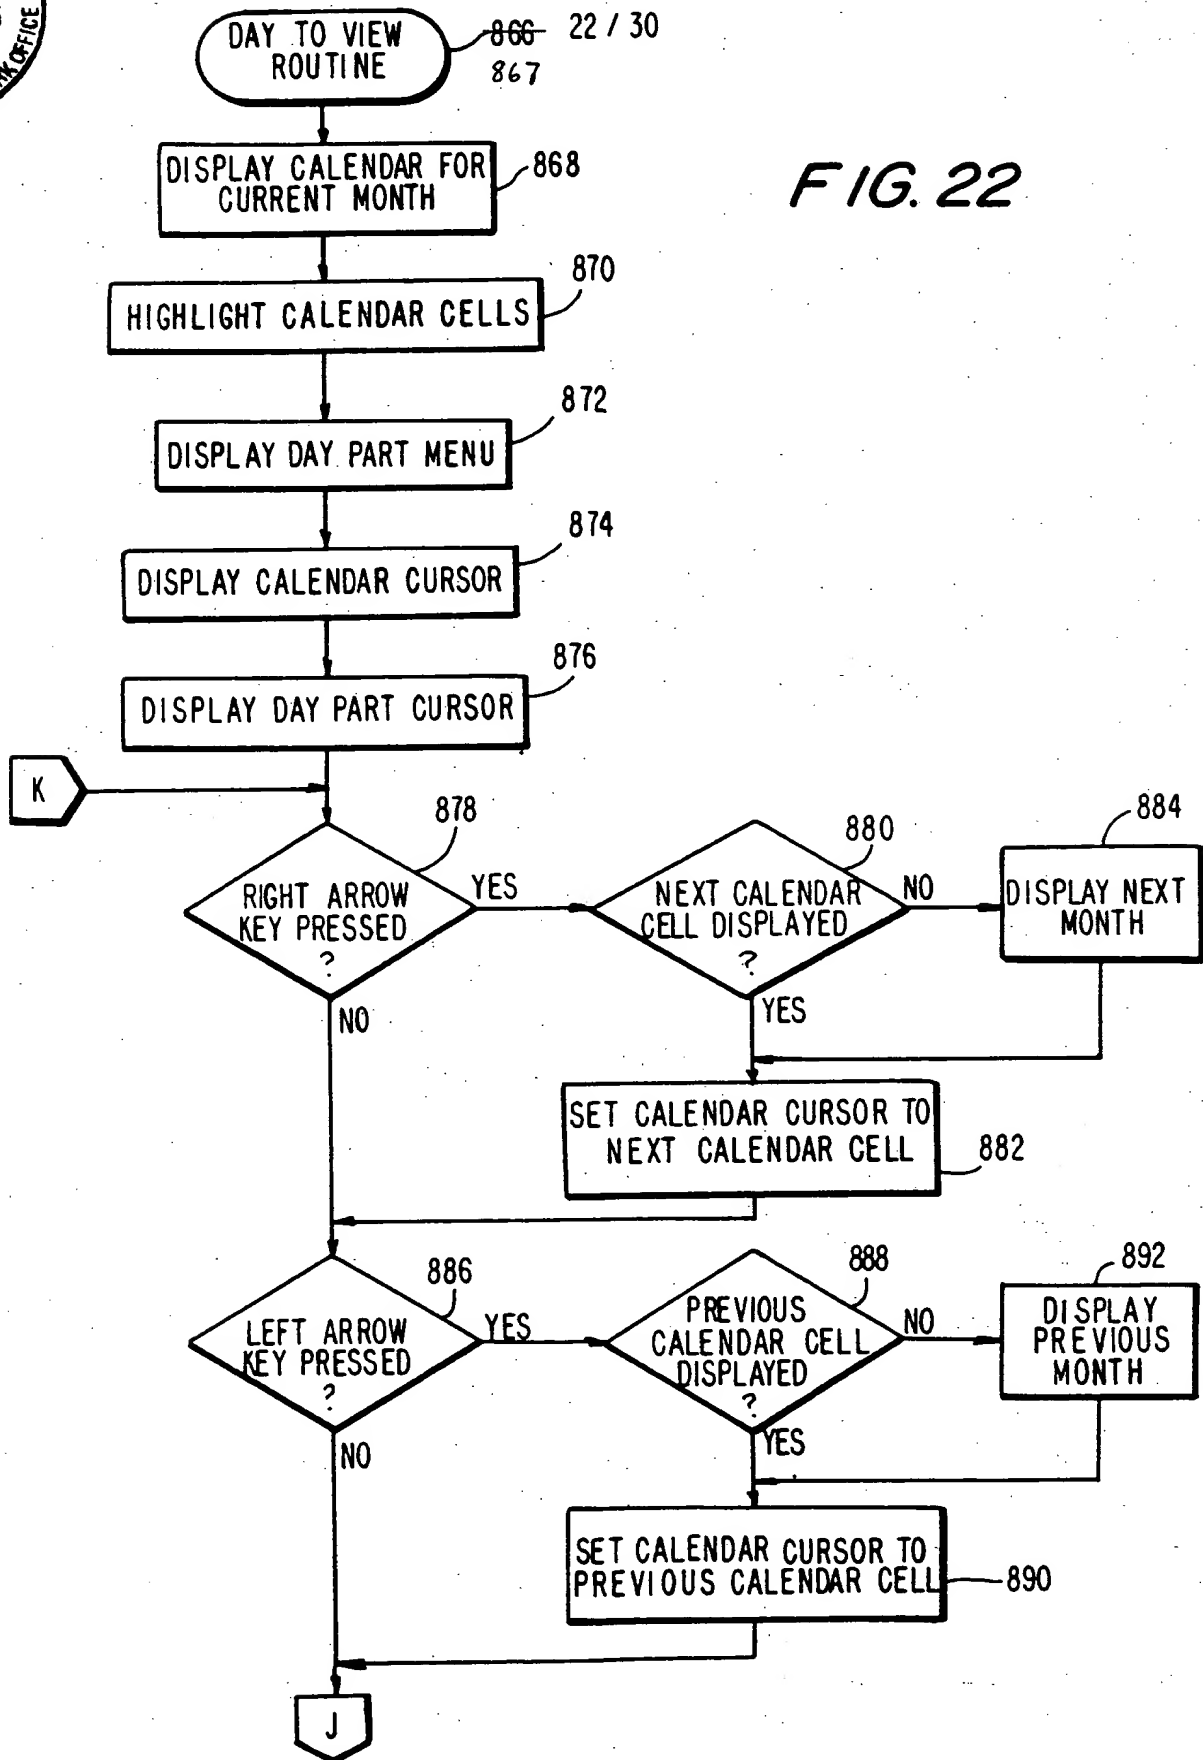 OFFICE
DAY TO VIEW
ROUTINE
866 22 / 30
867
FIG. 22
DISPLAY CALENDAR FOR
CURRENT MONTH
868
870
HIGHLIGHT CALENDAR CELLS
872
DISPLAY DAY PART MENU
874
DISPLAY CALENDAR CURSOR
876
DISPLAY DAY PART CURSOR
K
878
RIGHT ARROW
KEY PRESSED
?
YES
NO
880
NEXT CALENDAR
CELL DISPLAYED
?
NO
YES
884
DISPLAY NEXT
MONTH
SET CALENDAR CURSOR TO
NEXT CALENDAR CELL
882
886
LEFT ARROW
KEY PRESSED
?
YES
NO
888
PREVIOUS
CALENDAR CELL
DISPLAYED
?
NO
YES
892
DISPLAY
PREVIOUS
MONTH
SET CALENDAR CURSOR TO
PREVIOUS CALENDAR CELL
890
J